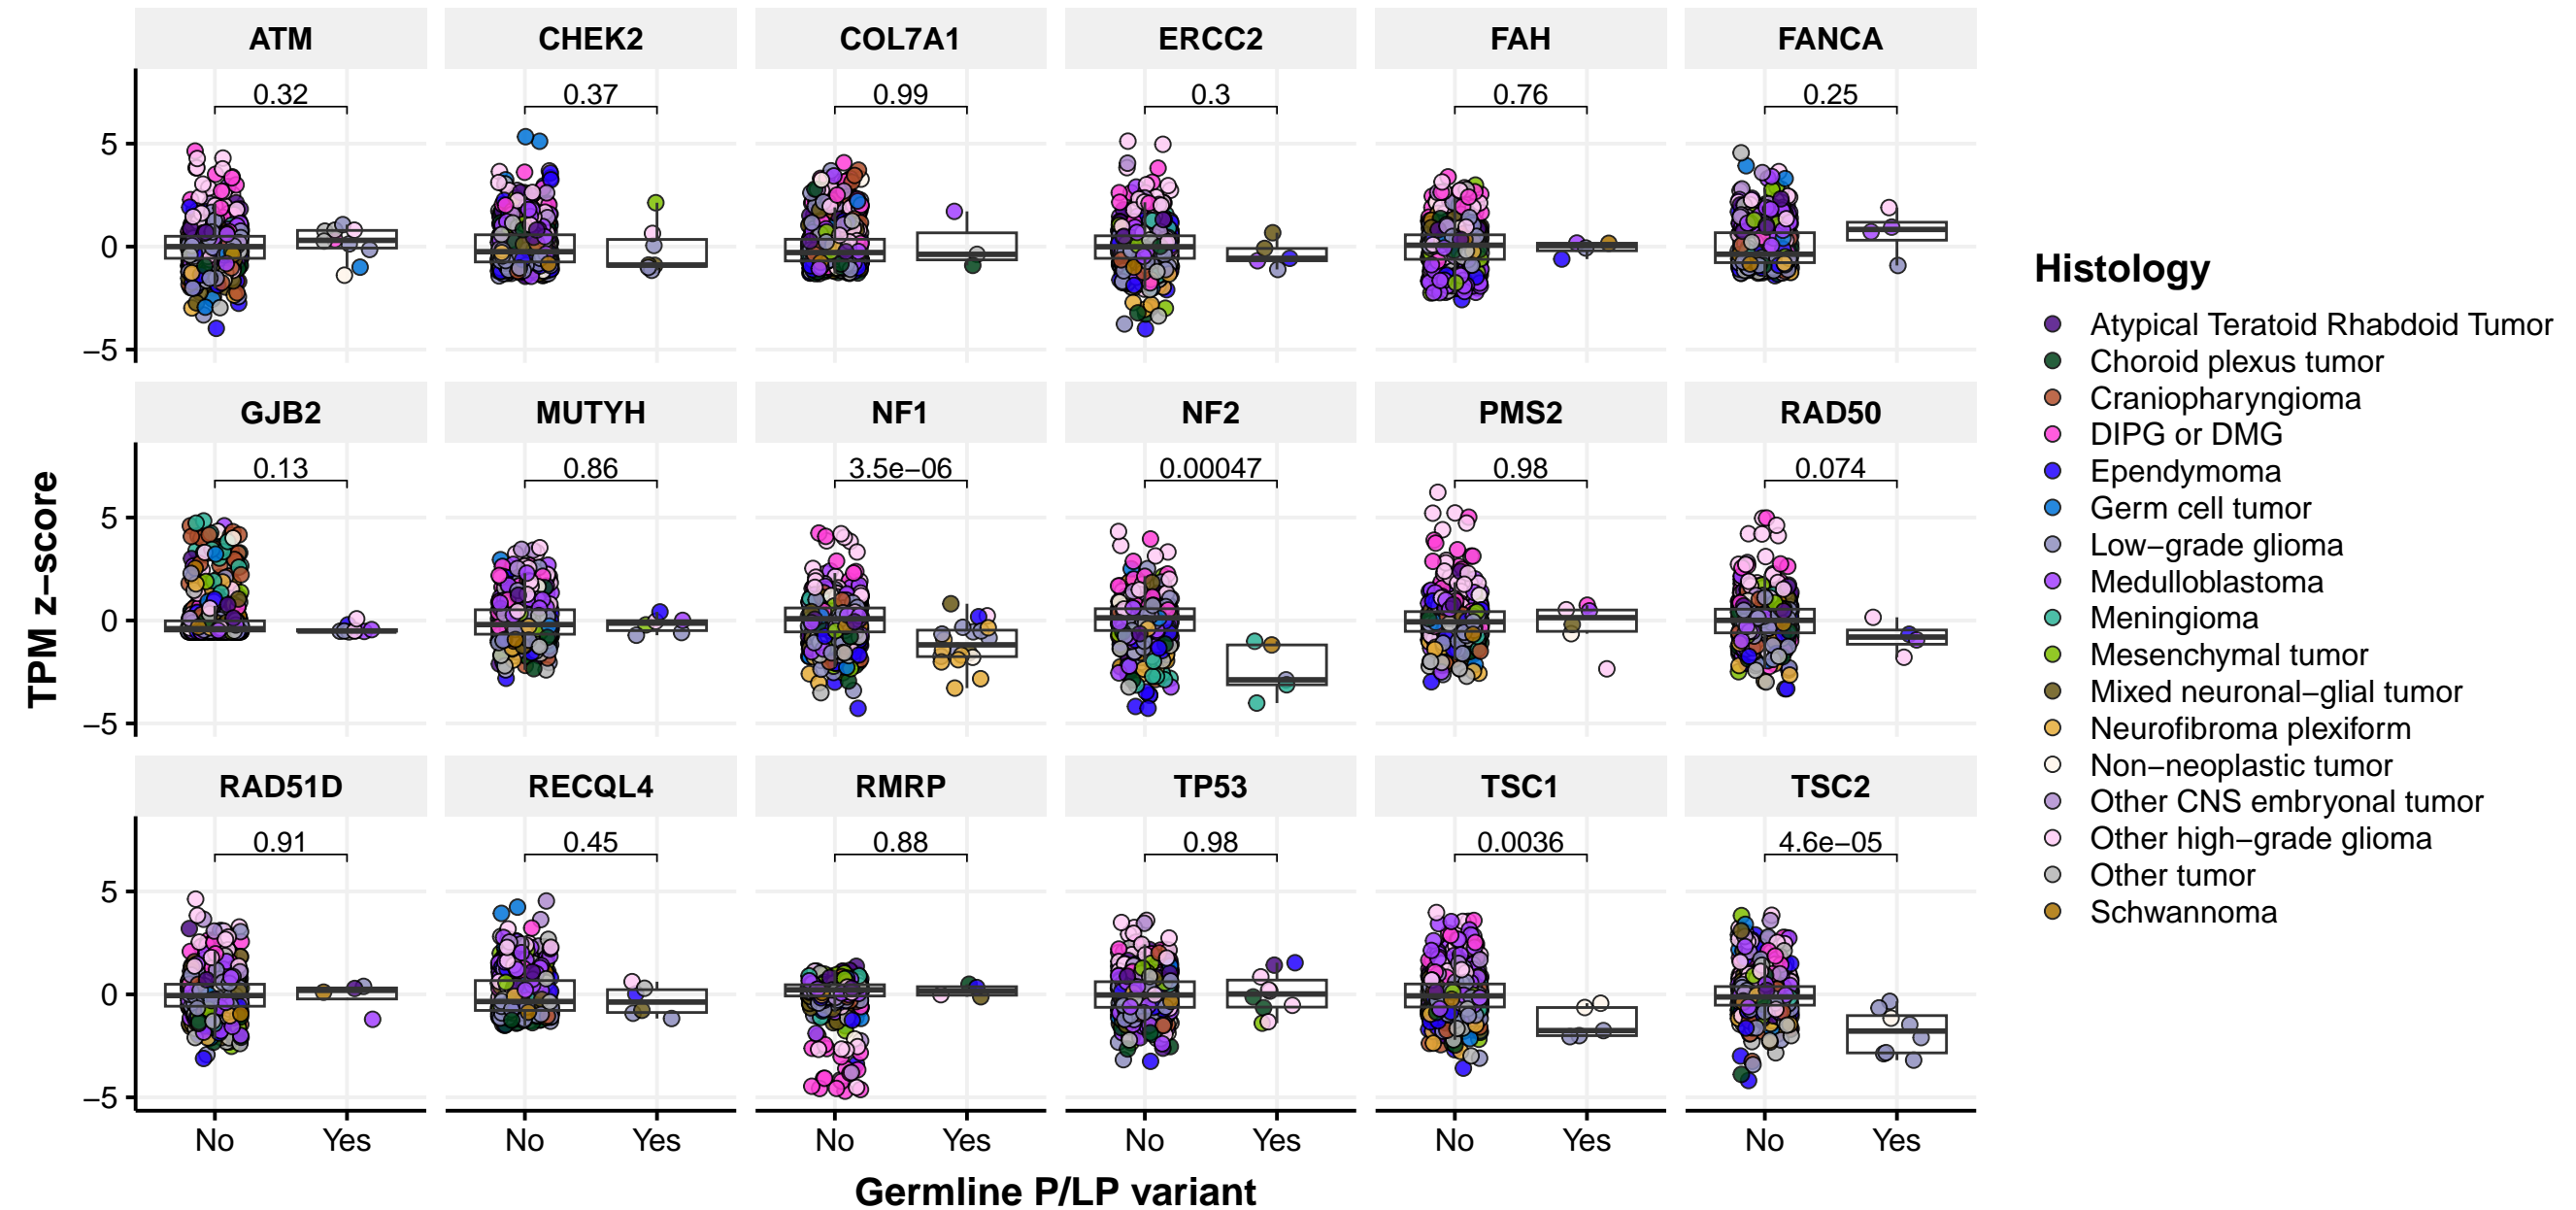 ATM CHEK2 COL7A1 ERCC2 FAH FANCA
0.32 0.37 0.99 0.3 0.76 0.25
5
0
−5
GJB2 MUTYH NF1 NF2 PMS2 RAD50
0.13 0.86 3.5e−06 0.00047 0.98 0.074
5
0
−5
RAD51D RECQL4 RMRP TP53 TSC1 TSC2
0.91 0.45 0.88 0.98 0.0036 4.6e−05
5
0
−5
No Yes No Yes No Yes No Yes No Yes No Yes
Germline P/LP variant
TPM z−score
Histology
Atypical Teratoid Rhabdoid Tumor
Choroid plexus tumor
Craniopharyngioma
DIPG or DMG
Ependymoma
Germ cell tumor
Low−grade glioma
Medulloblastoma
Meningioma
Mesenchymal tumor
Mixed neuronal−glial tumor
Neurofibroma plexiform
Non−neoplastic tumor
Other CNS embryonal tumor
Other high−grade glioma
Other tumor
Schwannoma